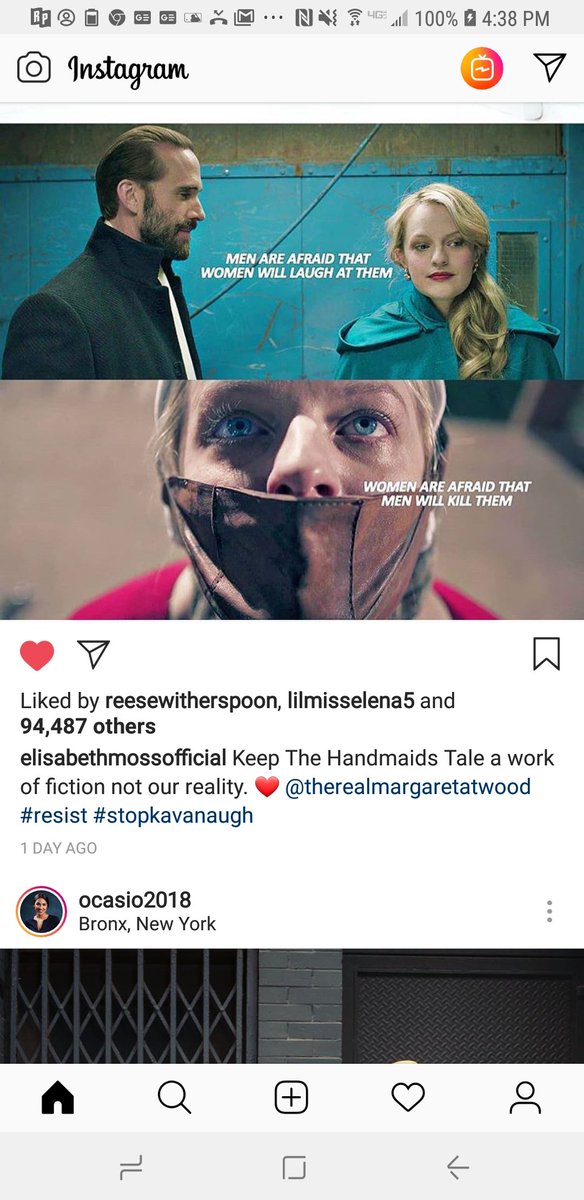 100% 4:38 PM
Instagram
MEN ARE AFRAID THAT
WOMEN WILL LAUGH AT THEM
WOMEN ARE AFRAID THAT
MEN WILL KILL THEM
Liked by reesewitherspoon, lilmisselena5 and
94,487 others
elisabethmossofficial Keep The Handmaids Tale a work
of fiction not our reality. ❤️ @therealmargaretatwood
#resist #stopkavanaugh
1 DAY AGO
ocasio2018
Bronx, New York